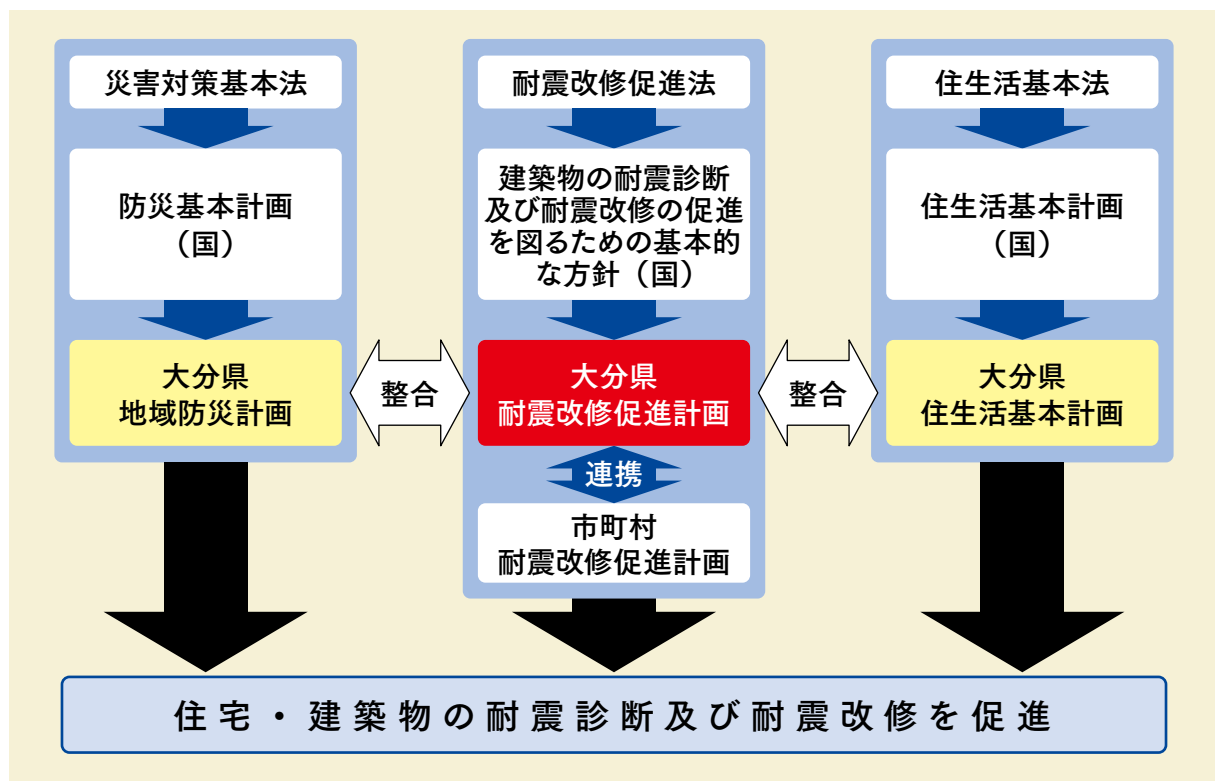 災害対策基本法
防災基本計画
（国）
大分県
地域防災計画
整合
耐震改修促進法
建築物の耐震診断
及び耐震改修の促進
を図るための基本的
な方針（国）
大分県
耐震改修促進計画
連携
市町村
耐震改修促進計画
整合
住生活基本法
住生活基本計画
（国）
大分県
住生活基本計画
住宅・建築物の耐震診断及び耐震改修を促進